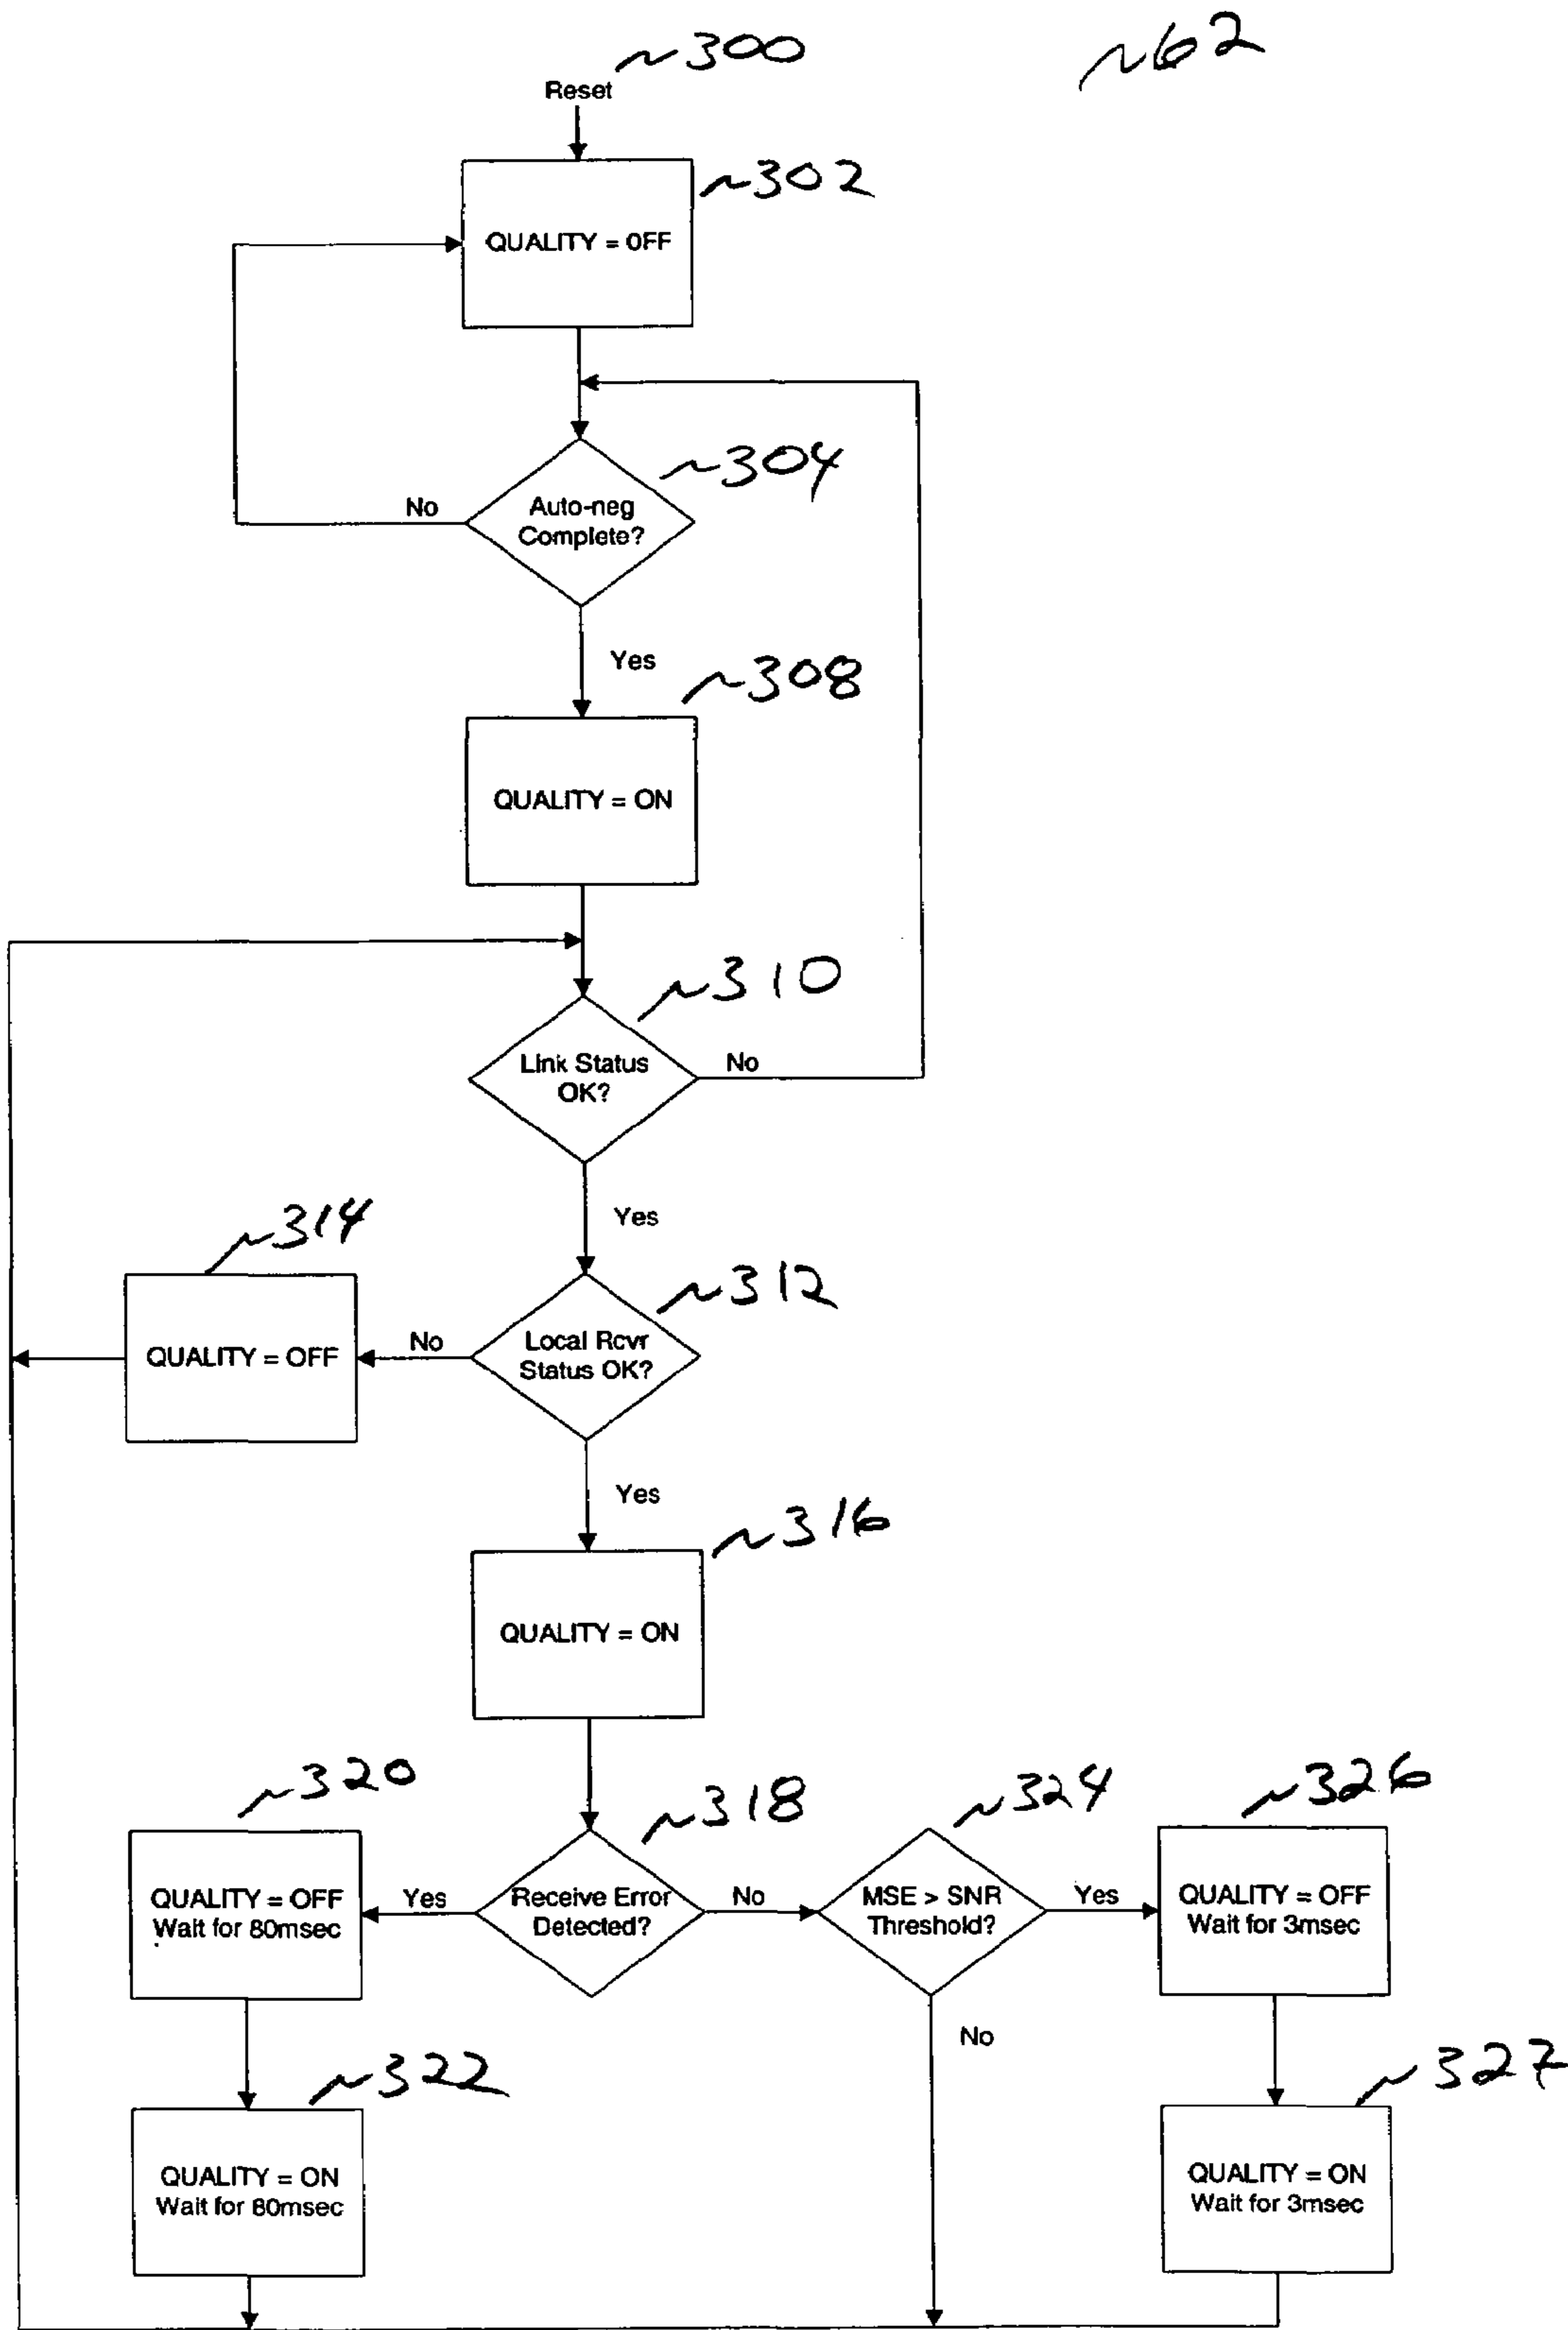 ~300
~62
Reset
~302
QUALITY = OFF
~304
No
Auto-neg
Complete?
Yes
~308
QUALITY = ON
~310
Link Status
OK?
No
Yes
~314
~312
QUALITY = OFF
No
Local Rcvr
Status OK?
Yes
~316
QUALITY = ON
~320
~318
~324
~326
QUALITY = OFF
Wait for 80msec
Yes
Receive Error
Detected?
No
MSE > SNR
Threshold?
Yes
QUALITY = OFF
Wait for 3msec
No
~322
~327
QUALITY = ON
Wait for 80msec
QUALITY = ON
Wait for 3msec